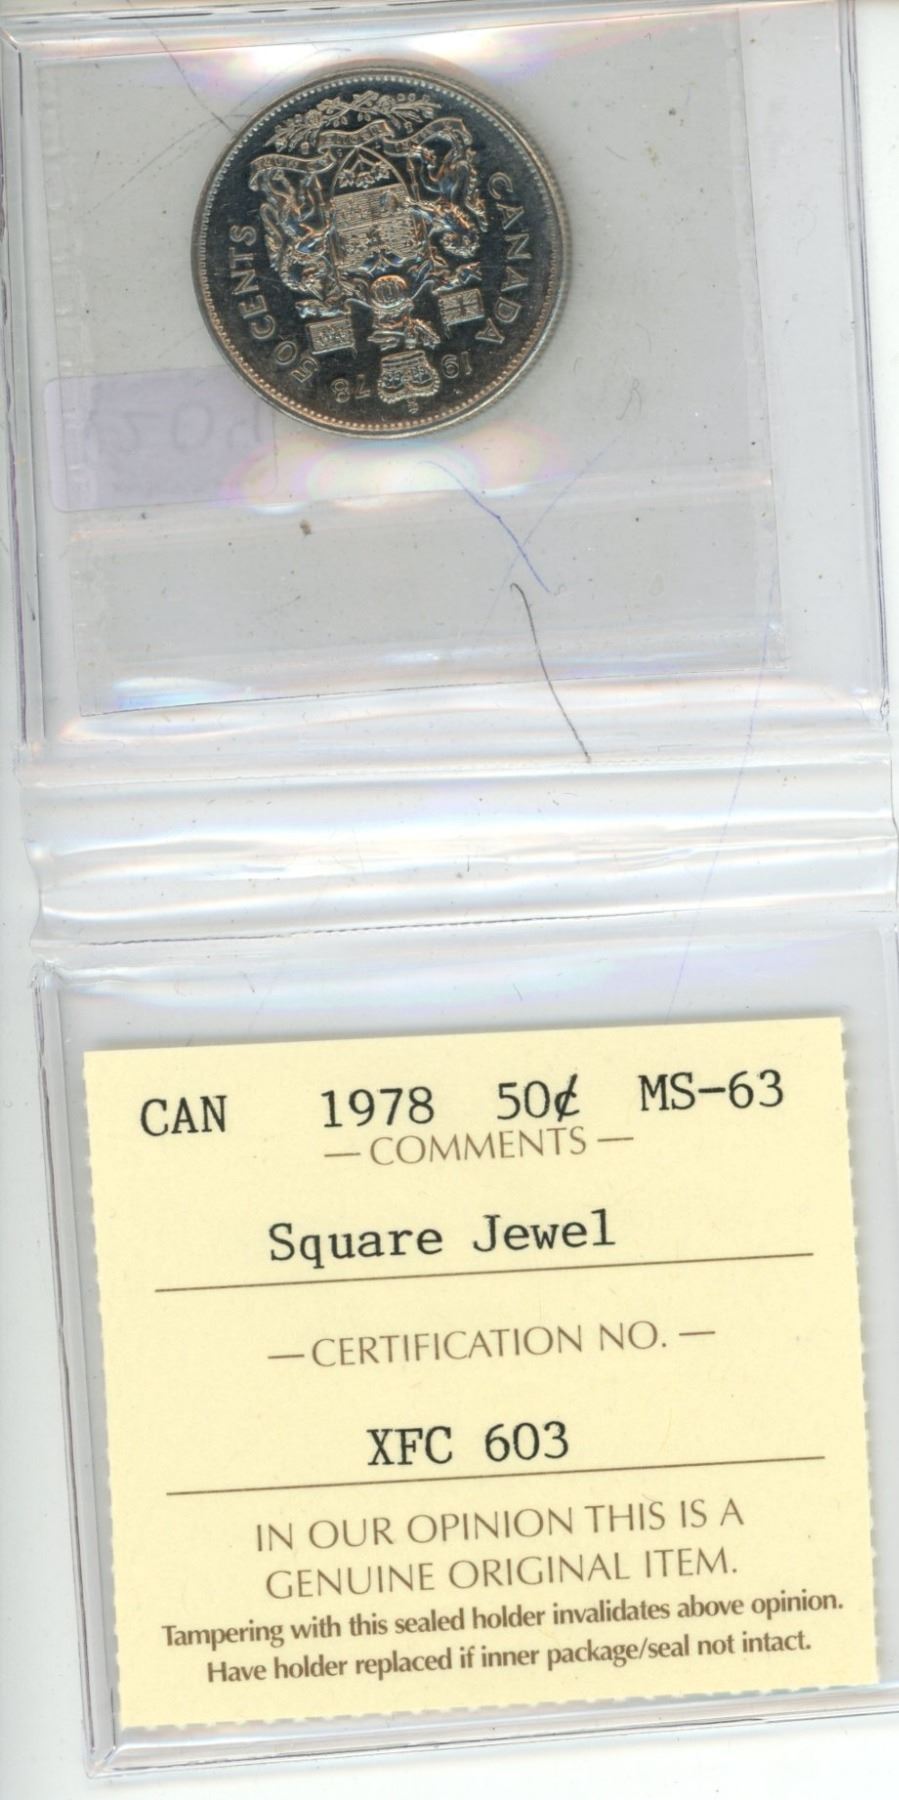 CANADA
50 CENTS
19 78
CAN 1978 50¢ MS-63
— COMMENTS —
Square Jewel
— CERTIFICATION NO. —
XFC 603
IN OUR OPINION THIS IS A
GENUINE ORIGINAL ITEM.
Tampering with this sealed holder invalidates above opinion.
Have holder replaced if inner package/seal not intact.